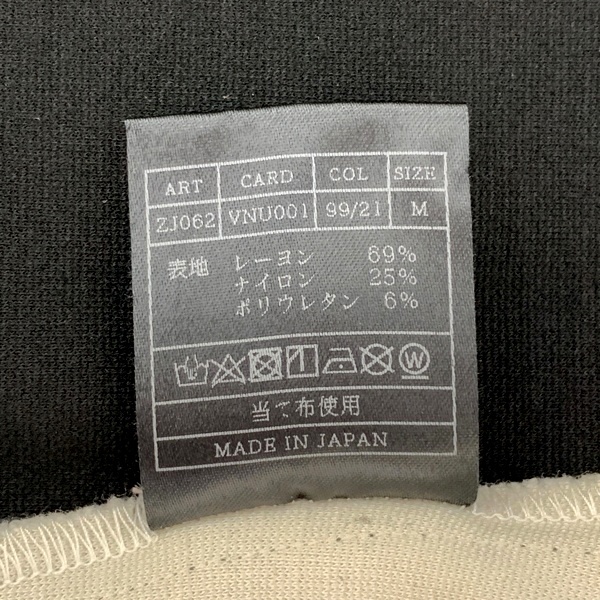 ART CARD COL SIZE
ZJ062 VNU001 99/21 M
表地 レーヨン 69%
ナイロン 25%
ポリウレタン 6%
当て布使用
MADE IN JAPAN